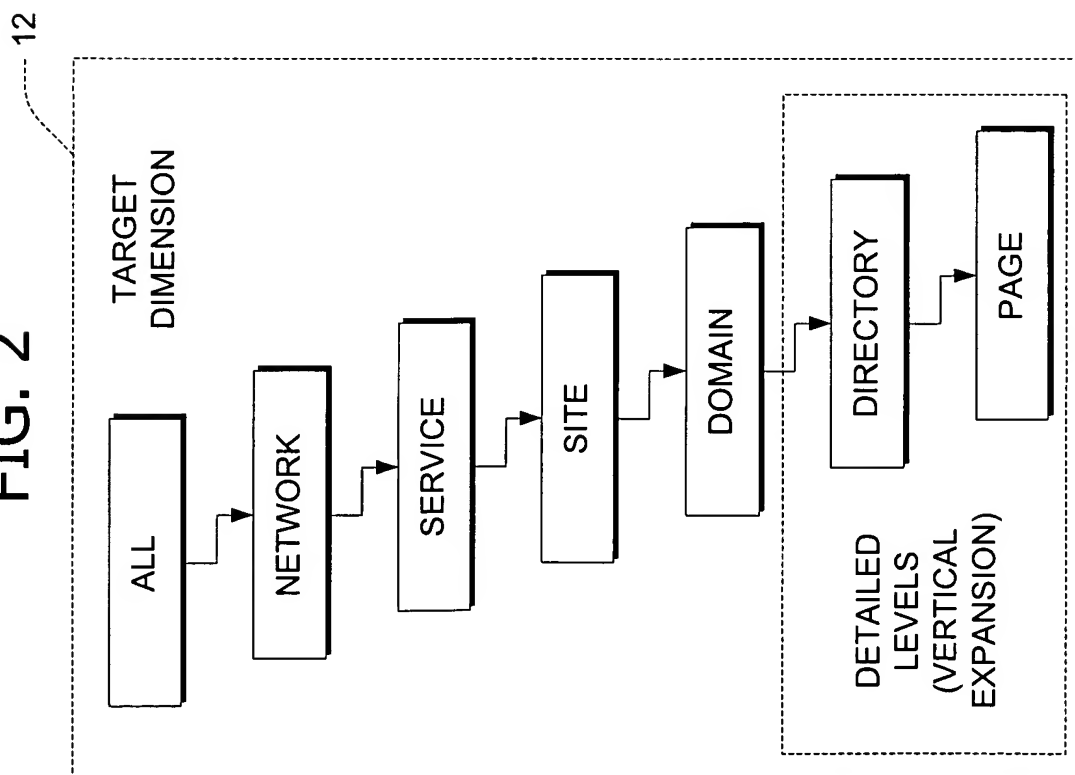 FIG. 2
12
TARGET
DIMENSION
ALL
NETWORK
SERVICE
SITE
DOMAIN
DIRECTORY
PAGE
DETAILED
LEVELS
(VERTICAL
EXPANSION)